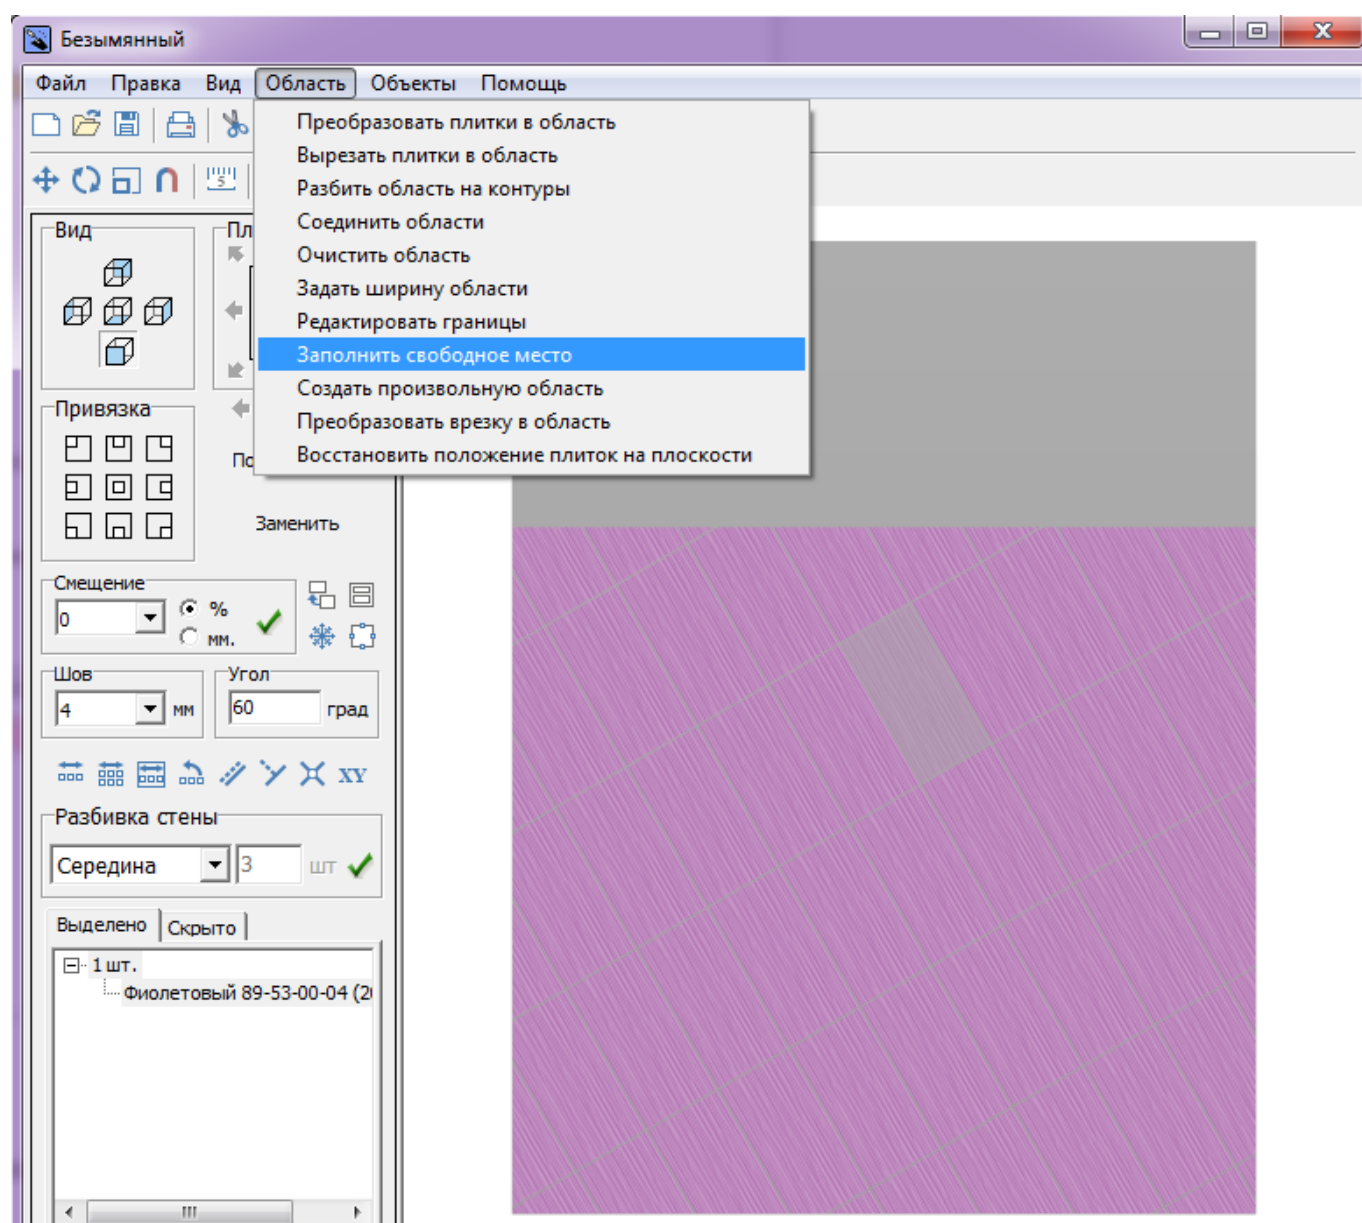 Безымянный
Файл Правка Вид Область Объекты Помощь
Преобразовать плитки в область
Вырезать плитки в область
Разбить область на контуры
Соединить области
Очистить область
Задать ширину области
Редактировать границы
Заполнить свободное место
Создать произвольную область
Преобразовать врезку в область
Восстановить положение плиток на плоскости
5
Вид
Пл
Привязка
По
Заменить
Смещение
0 %
мм.
Шов Угол
4 мм 60 град
XY
Разбивка стены
Середина 3 шт
Выделено Скрыто
1 шт.
Фиолетовый 89-53-00-04 (2